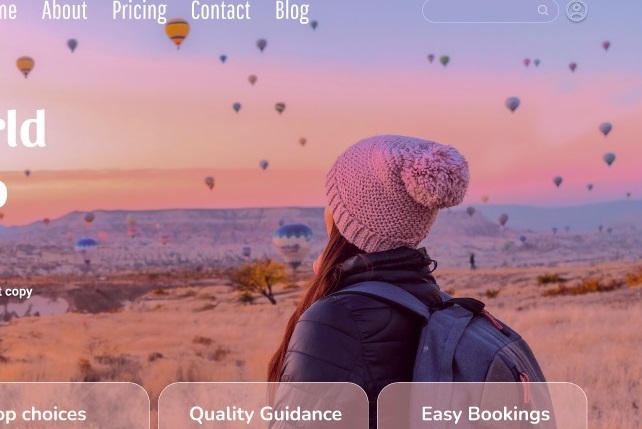 me About Pricing Contact Blog
rld
t copy
op choices Quality Guidance Easy Bookings